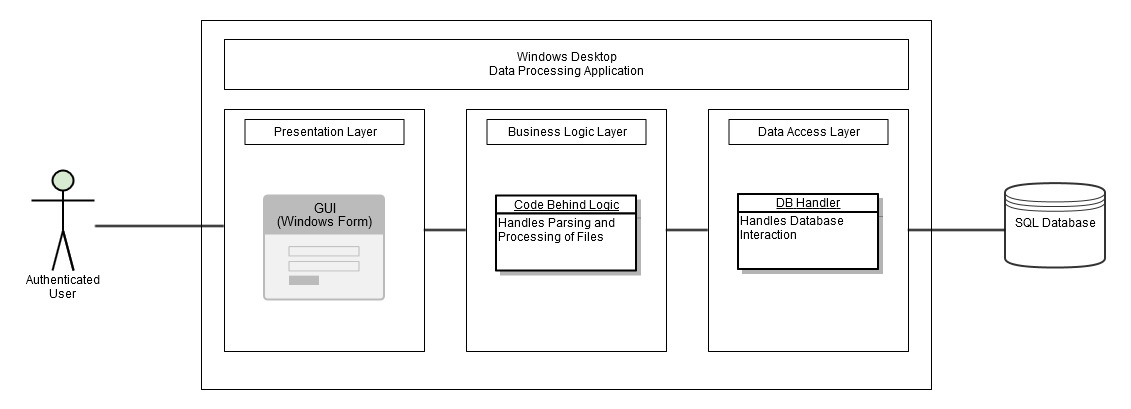 Windows Desktop
Data Processing Application
Presentation Layer
Business Logic Layer
Data Access Layer
GUI
(Windows Form)
Code Behind Logic
Handles Parsing and
Processing of Files
DB Handler
Handles Database
Interaction
SQL Database
Authenticated
User